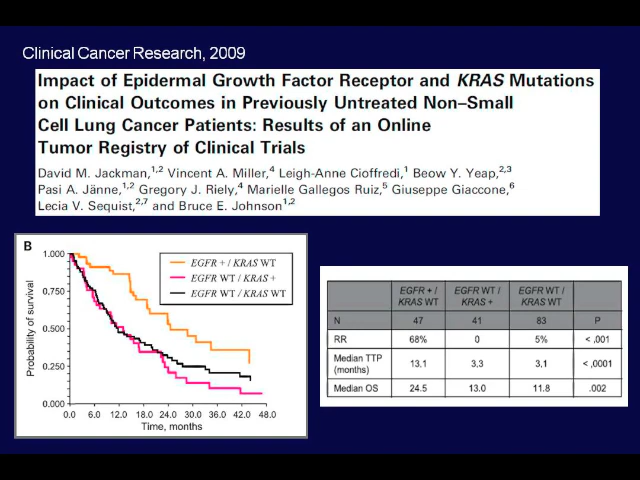 Clinical Cancer Research, 2009
Impact of Epidermal Growth Factor Receptor and KRAS Mutations
on Clinical Outcomes in Previously Untreated Non–Small
Cell Lung Cancer Patients: Results of an Online
Tumor Registry of Clinical Trials
David M. Jackman,1,2 Vincent A. Miller,4 Leigh-Anne Cioffredi,1 Beow Y. Yeap,2,3
Pasi A. Jänne,1,2 Gregory J. Riely,4 Marielle Gallegos Ruiz,5 Giuseppe Giaccone,6
Lecia V. Sequist,2,7 and Bruce E. Johnson1,2
B
EGFR + / KRAS WT
EGFR WT / KRAS +
EGFR WT / KRAS WT
Probability of survival
1.000
0.750
0.500
0.250
0.000
0.0 6.0 12.0 18.0 24.0 30.0 36.0 42.0 48.0
Time, months
EGFR + / KRAS WT EGFR WT / KRAS + EGFR WT / KRAS WT
N 47 41 83 P
RR 68% 0 5% < .001
Median TTP (months) 13,1 3,3 3,1 < ,0001
Median OS 24.5 13.0 11.8 .002